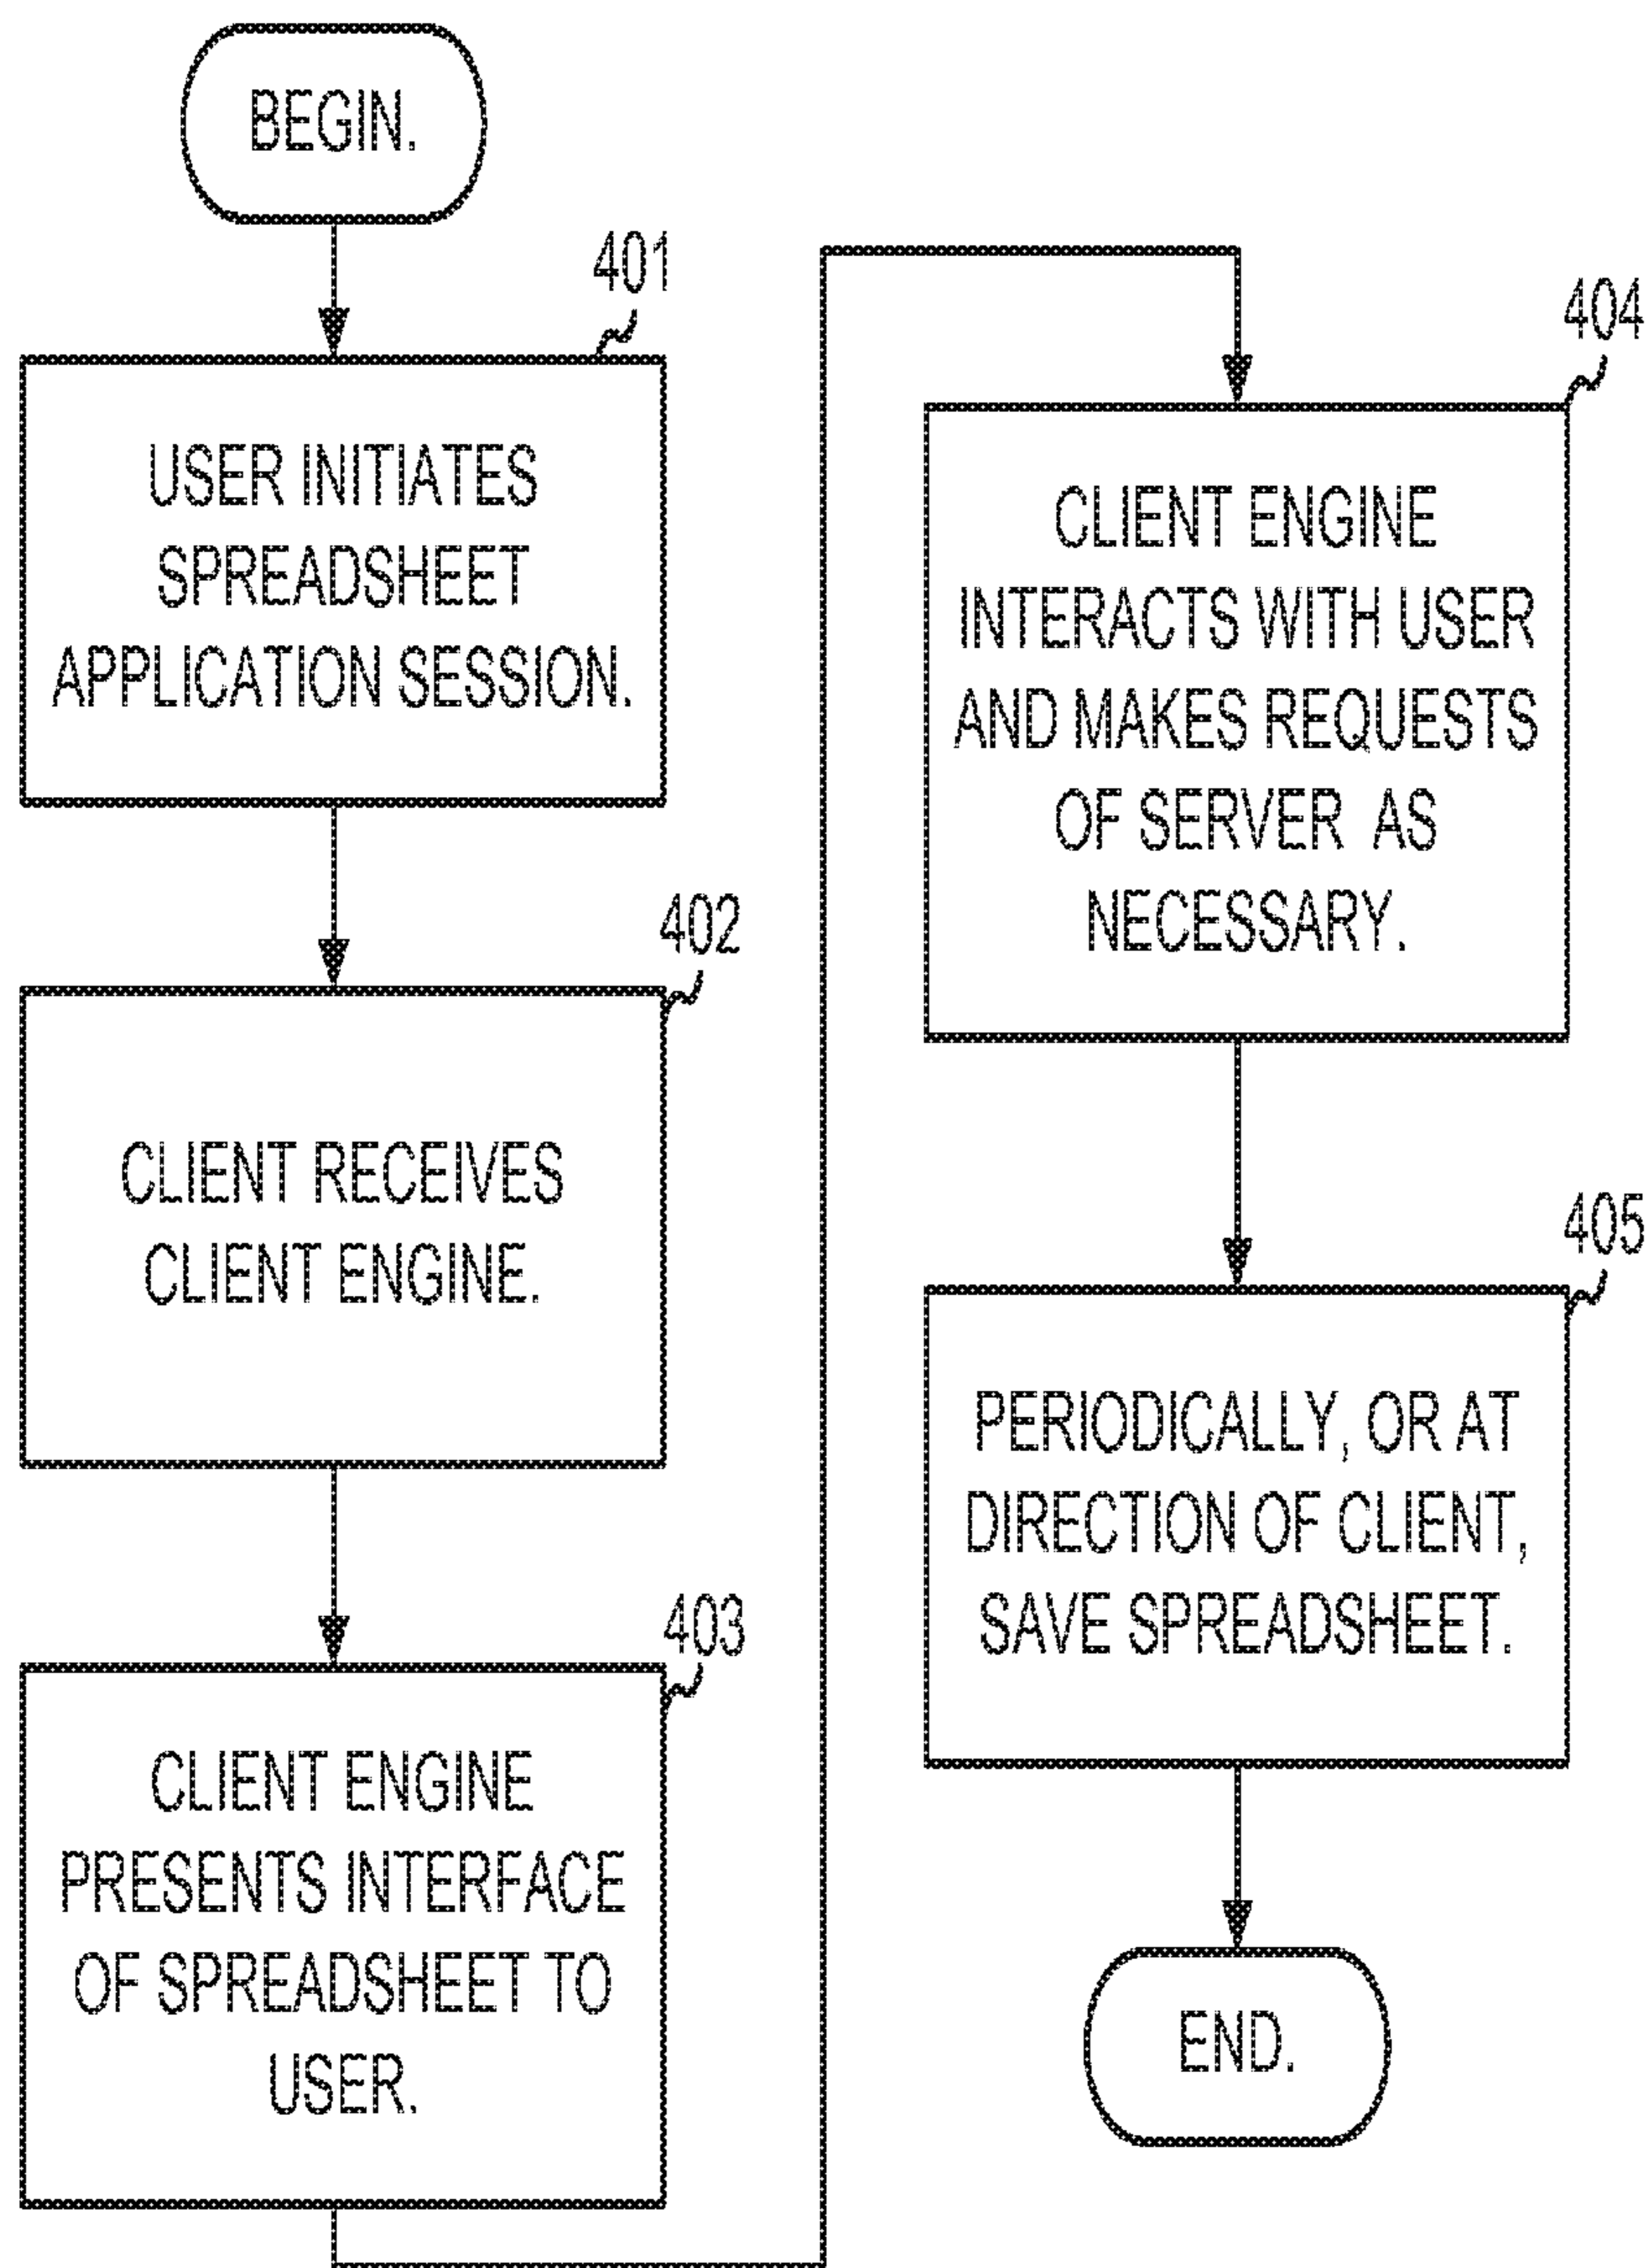 BEGIN.
401
USER INITIATES
SPREADSHEET
APPLICATION SESSION.
402
CLIENT RECEIVES
CLIENT ENGINE.
403
CLIENT ENGINE
PRESENTS INTERFACE
OF SPREADSHEET TO
USER.
404
CLIENT ENGINE
INTERACTS WITH USER
AND MAKES REQUESTS
OF SERVER AS
NECESSARY.
405
PERIODICALLY, OR AT
DIRECTION OF CLIENT,
SAVE SPREADSHEET.
END.